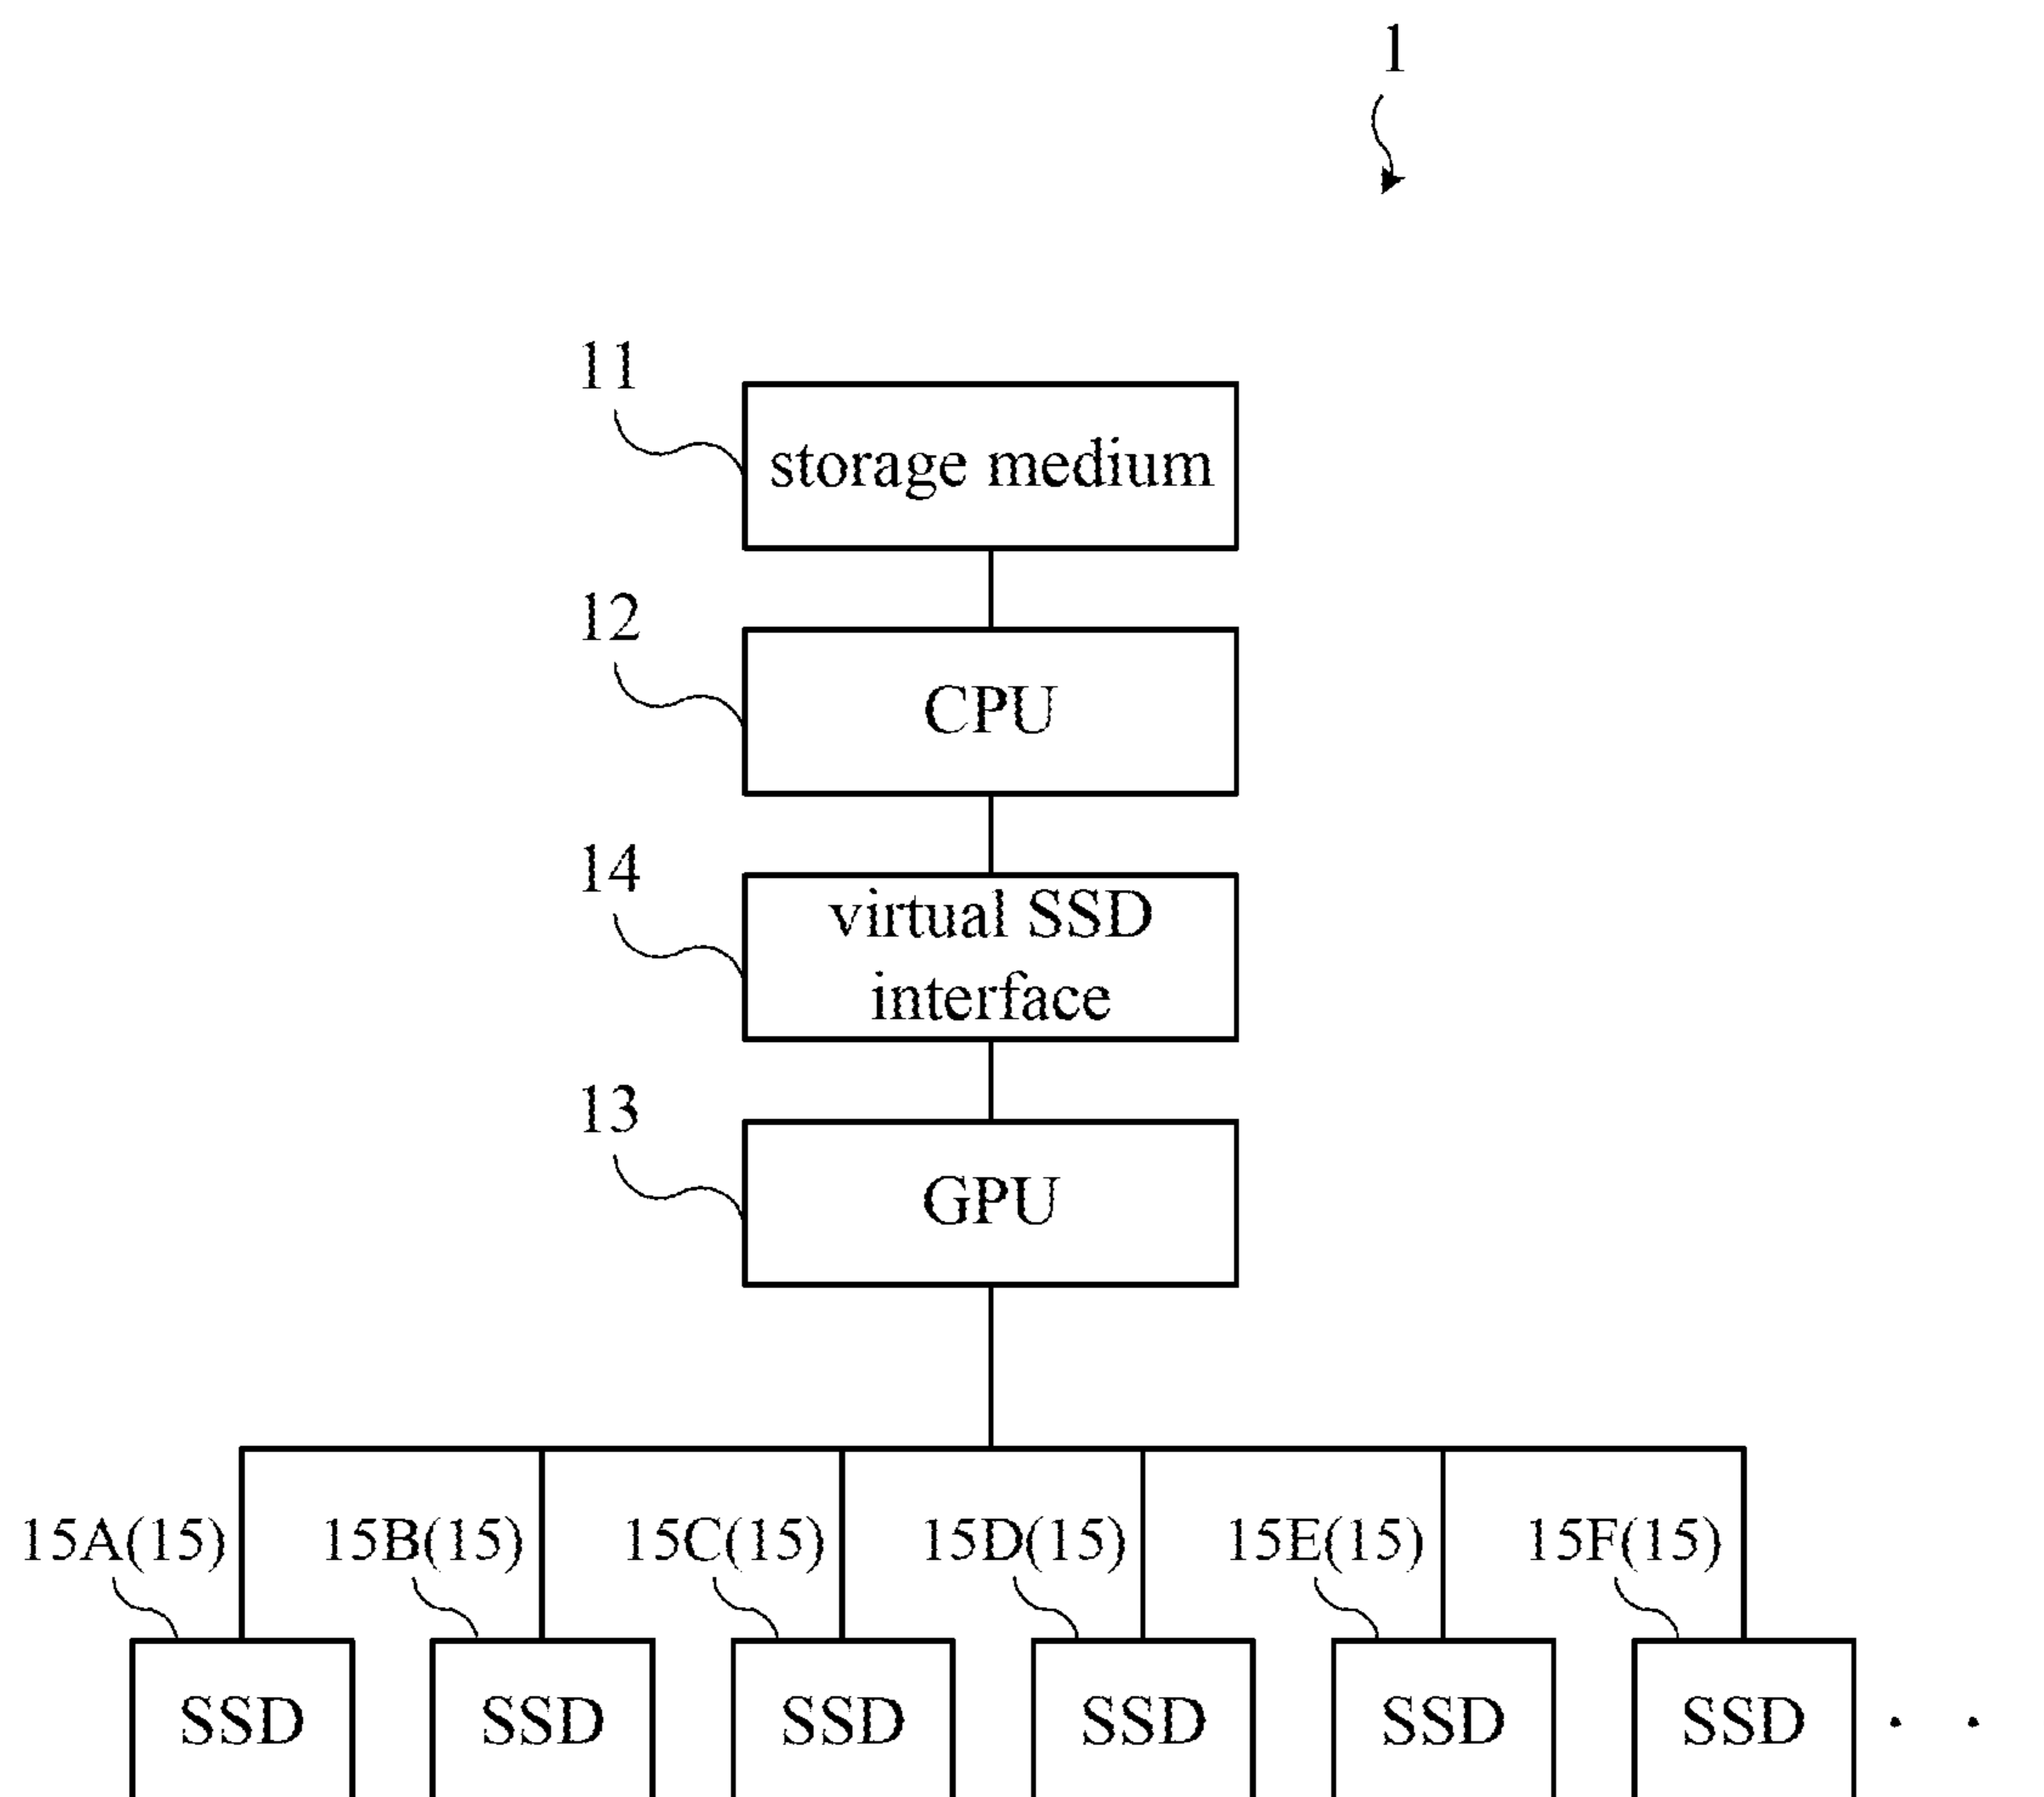 1
11
storage medium
12
CPU
14
virtual SSD
interface
13
GPU
15A(15) 15B(15) 15C(15) 15D(15) 15E(15) 15F(15)
SSD SSD SSD SSD SSD SSD . .